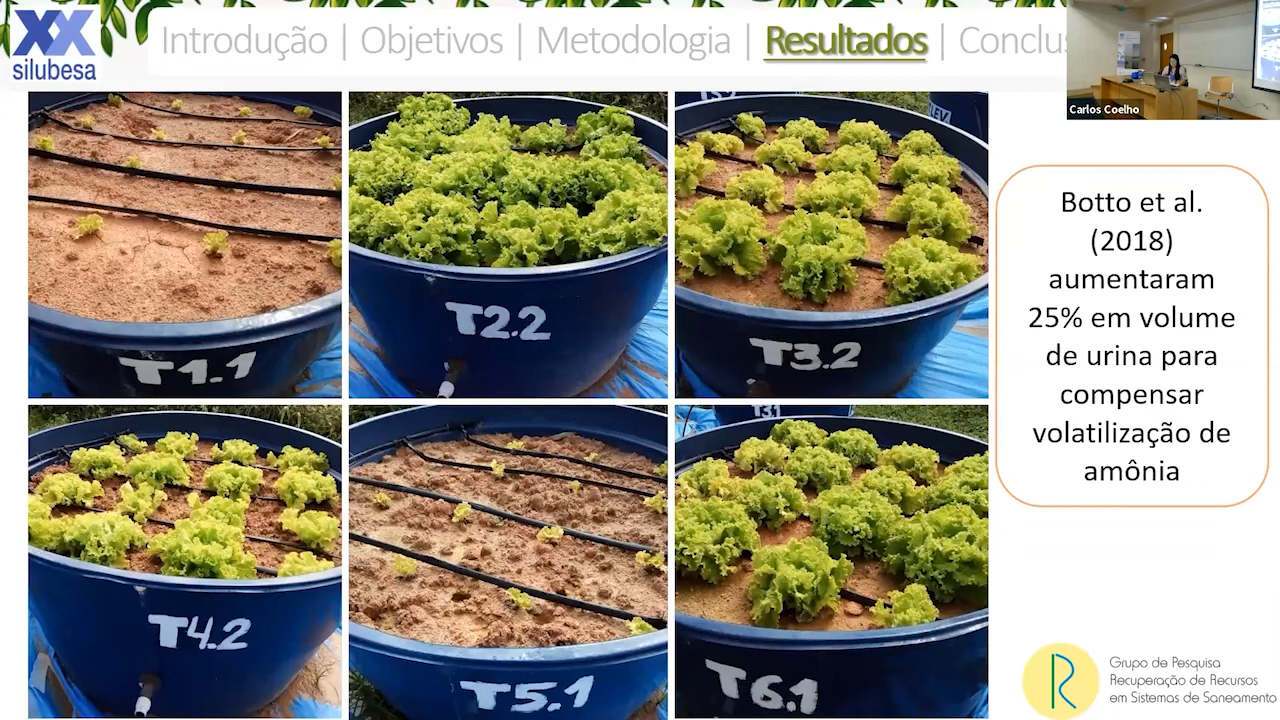 XX
silubesa
Introdução | Objetivos | Metodologia | Resultados | Conclus
Carlos Coelho
T1.1
T2.2
T3.2
T4.2
T5.1
T3.1
T6.1
Botto et al.
(2018)
aumentaram
25% em volume
de urina para
compensar
volatilização de
amônia
R
Grupo de Pesquisa
Recuperação de Recursos
em Sistemas de Saneamento